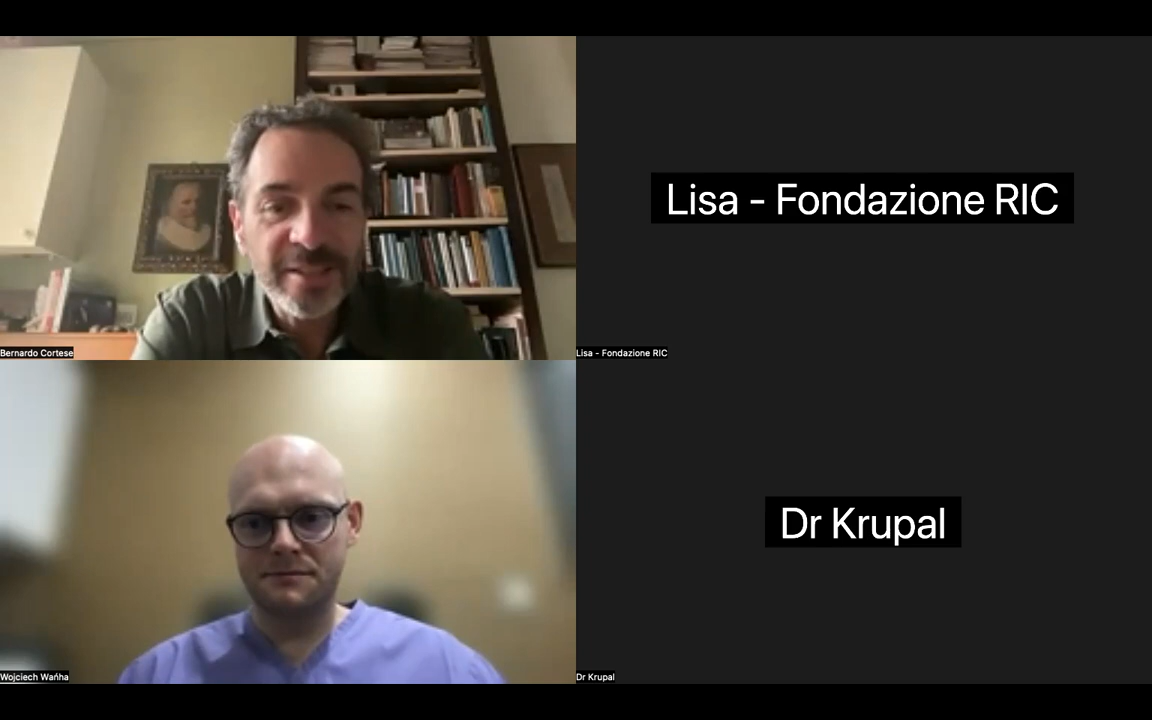 Lisa - Fondazione RIC
Bernardo Cortese
Lisa - Fondazione RIC
Dr Krupal
Wojciech Wańha
Dr Krupal